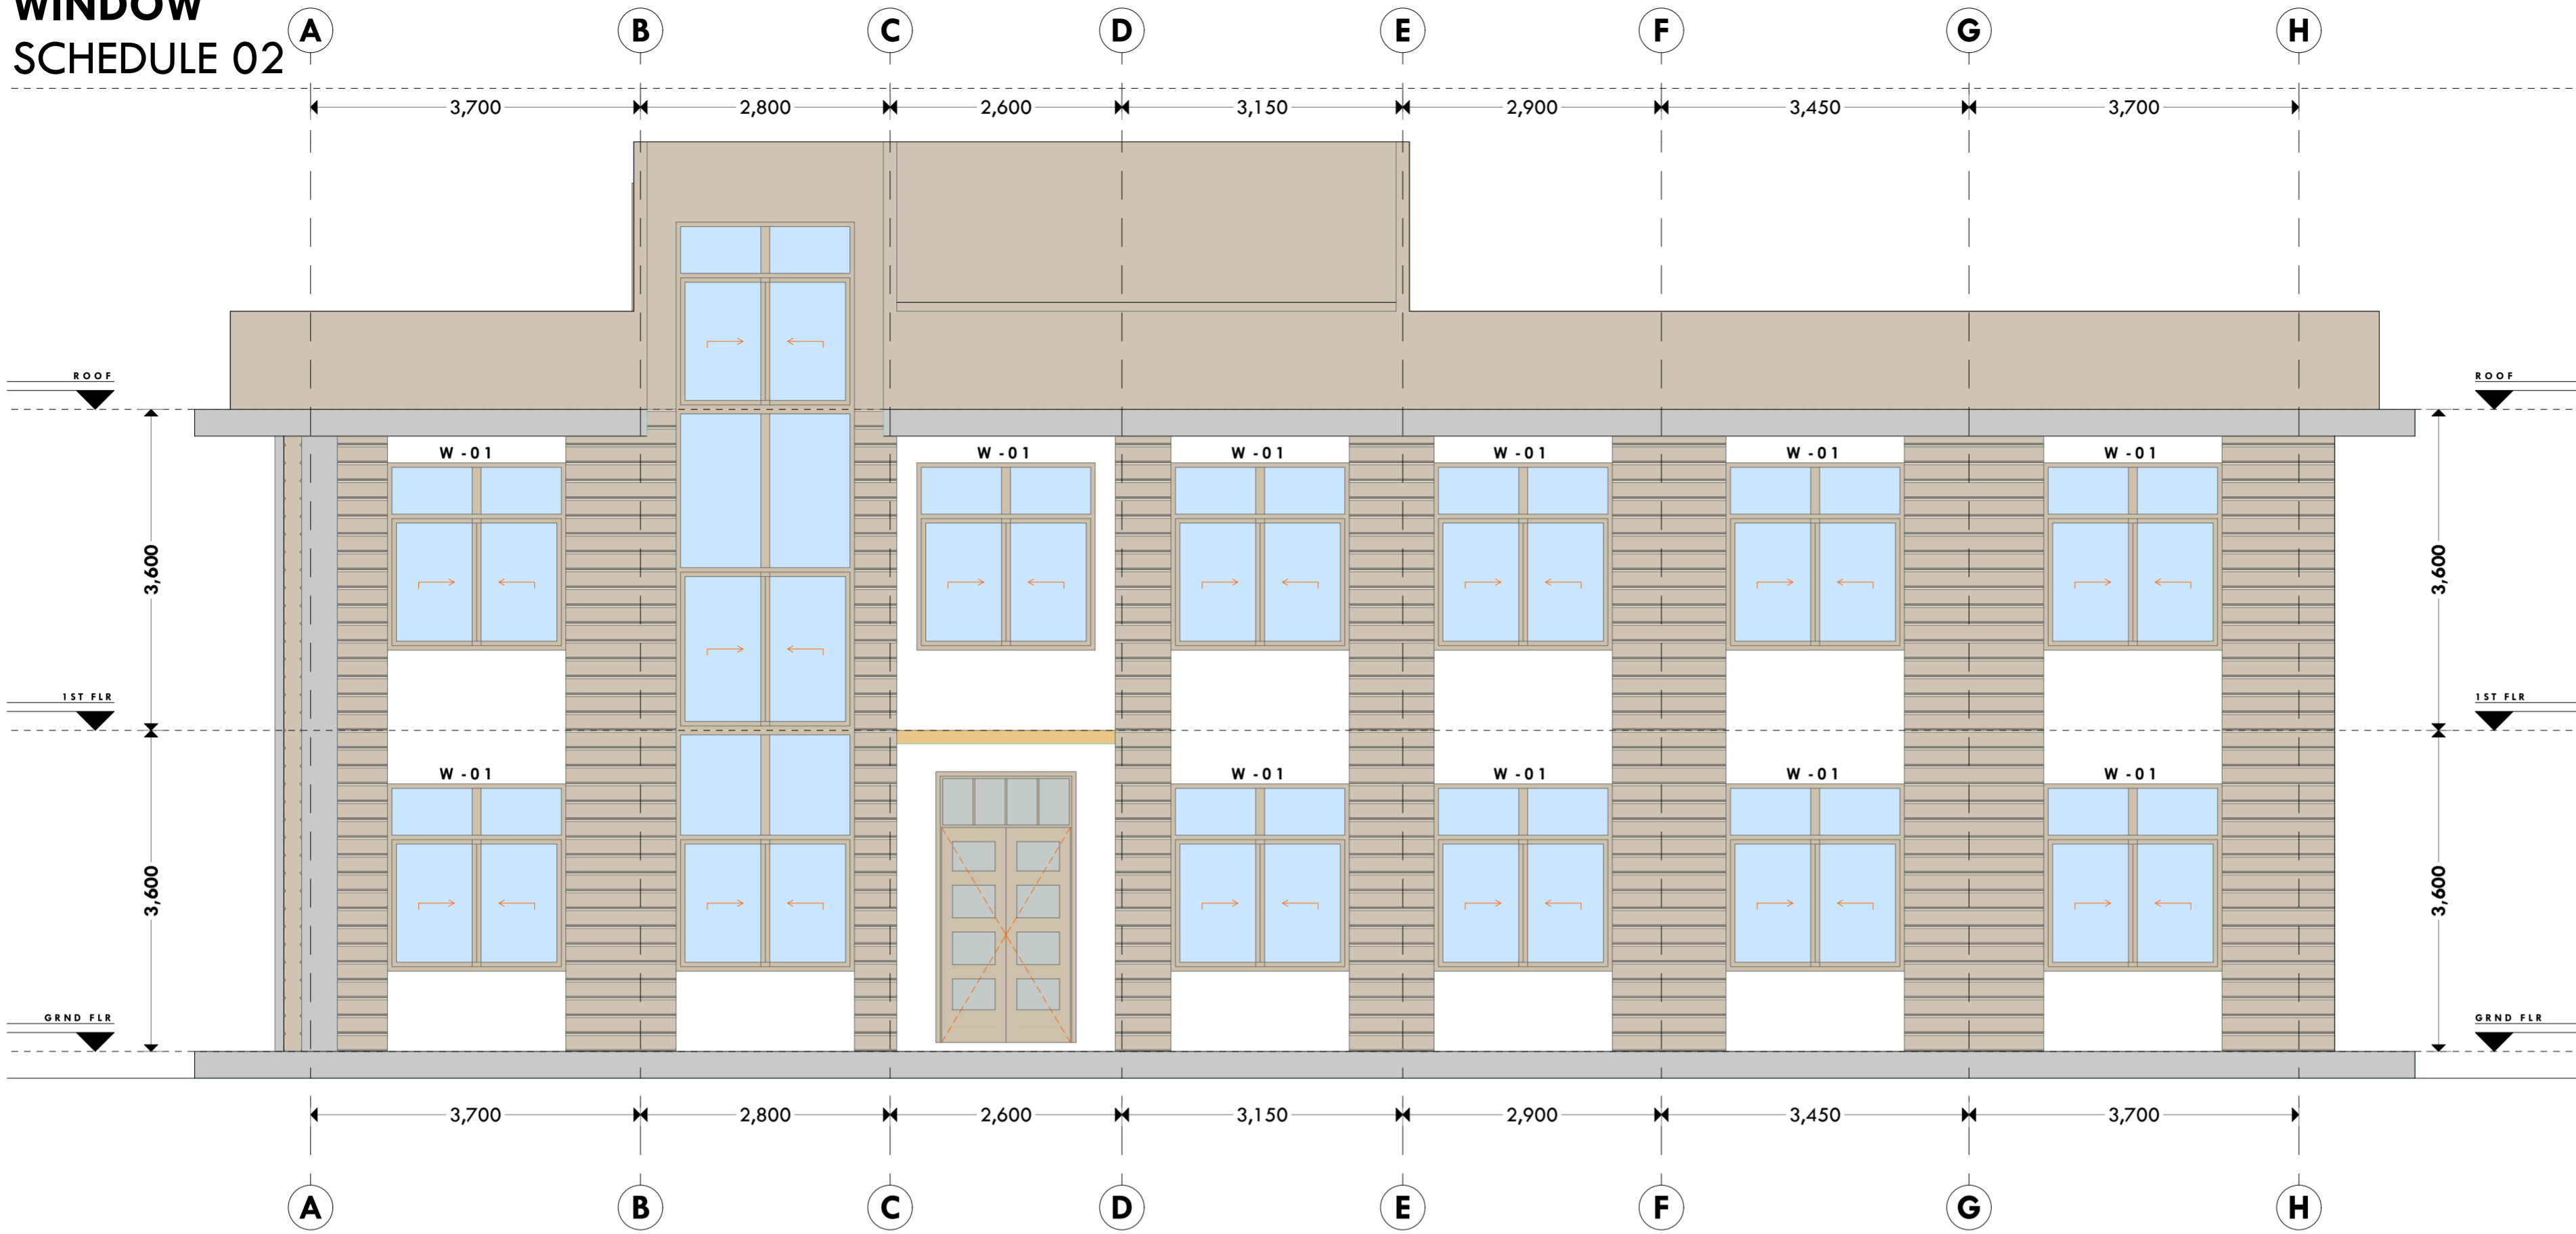 WINDOW
SCHEDULE 02
A B C D E F G H
3,700 2,800 2,600 3,150 2,900 3,450 3,700
ROOF ROOF
W -01 W -01 W -01 W -01 W -01 W -01
3,600 3,600
1ST FLR 1ST FLR
W -01 W -01 W -01 W -01 W -01
3,600 3,600
GRND FLR GRND FLR
3,700 2,800 2,600 3,150 2,900 3,450 3,700
A B C D E F G H